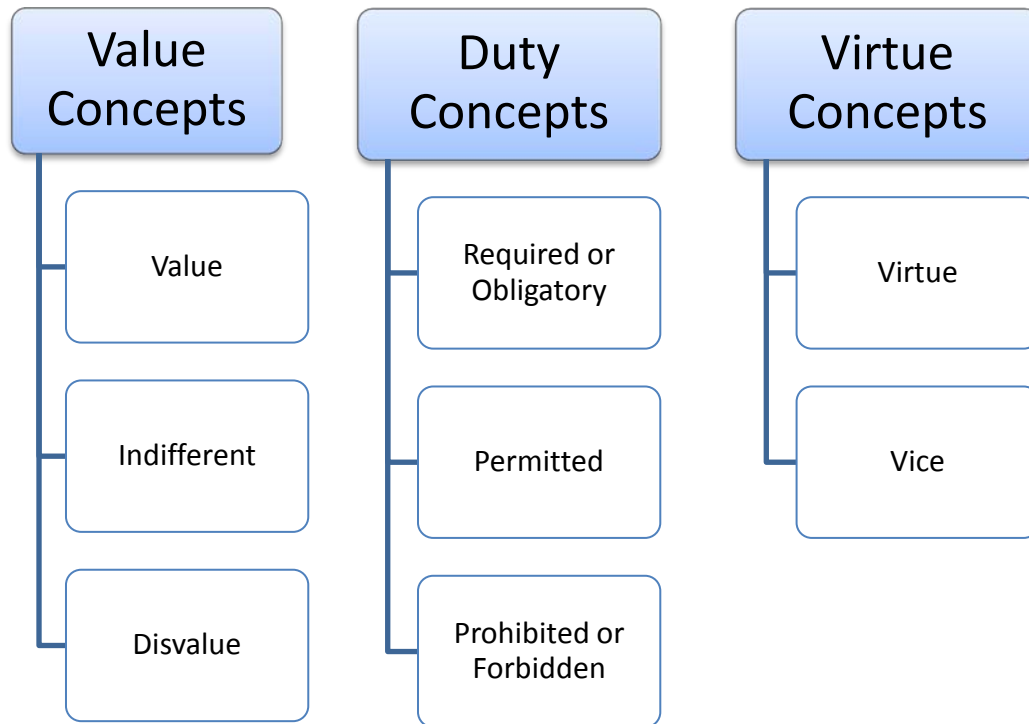 Value
Concepts
Value
Indifferent
Disvalue
Duty
Concepts
Required or
Obligatory
Permitted
Prohibited or
Forbidden
Virtue
Concepts
Virtue
Vice